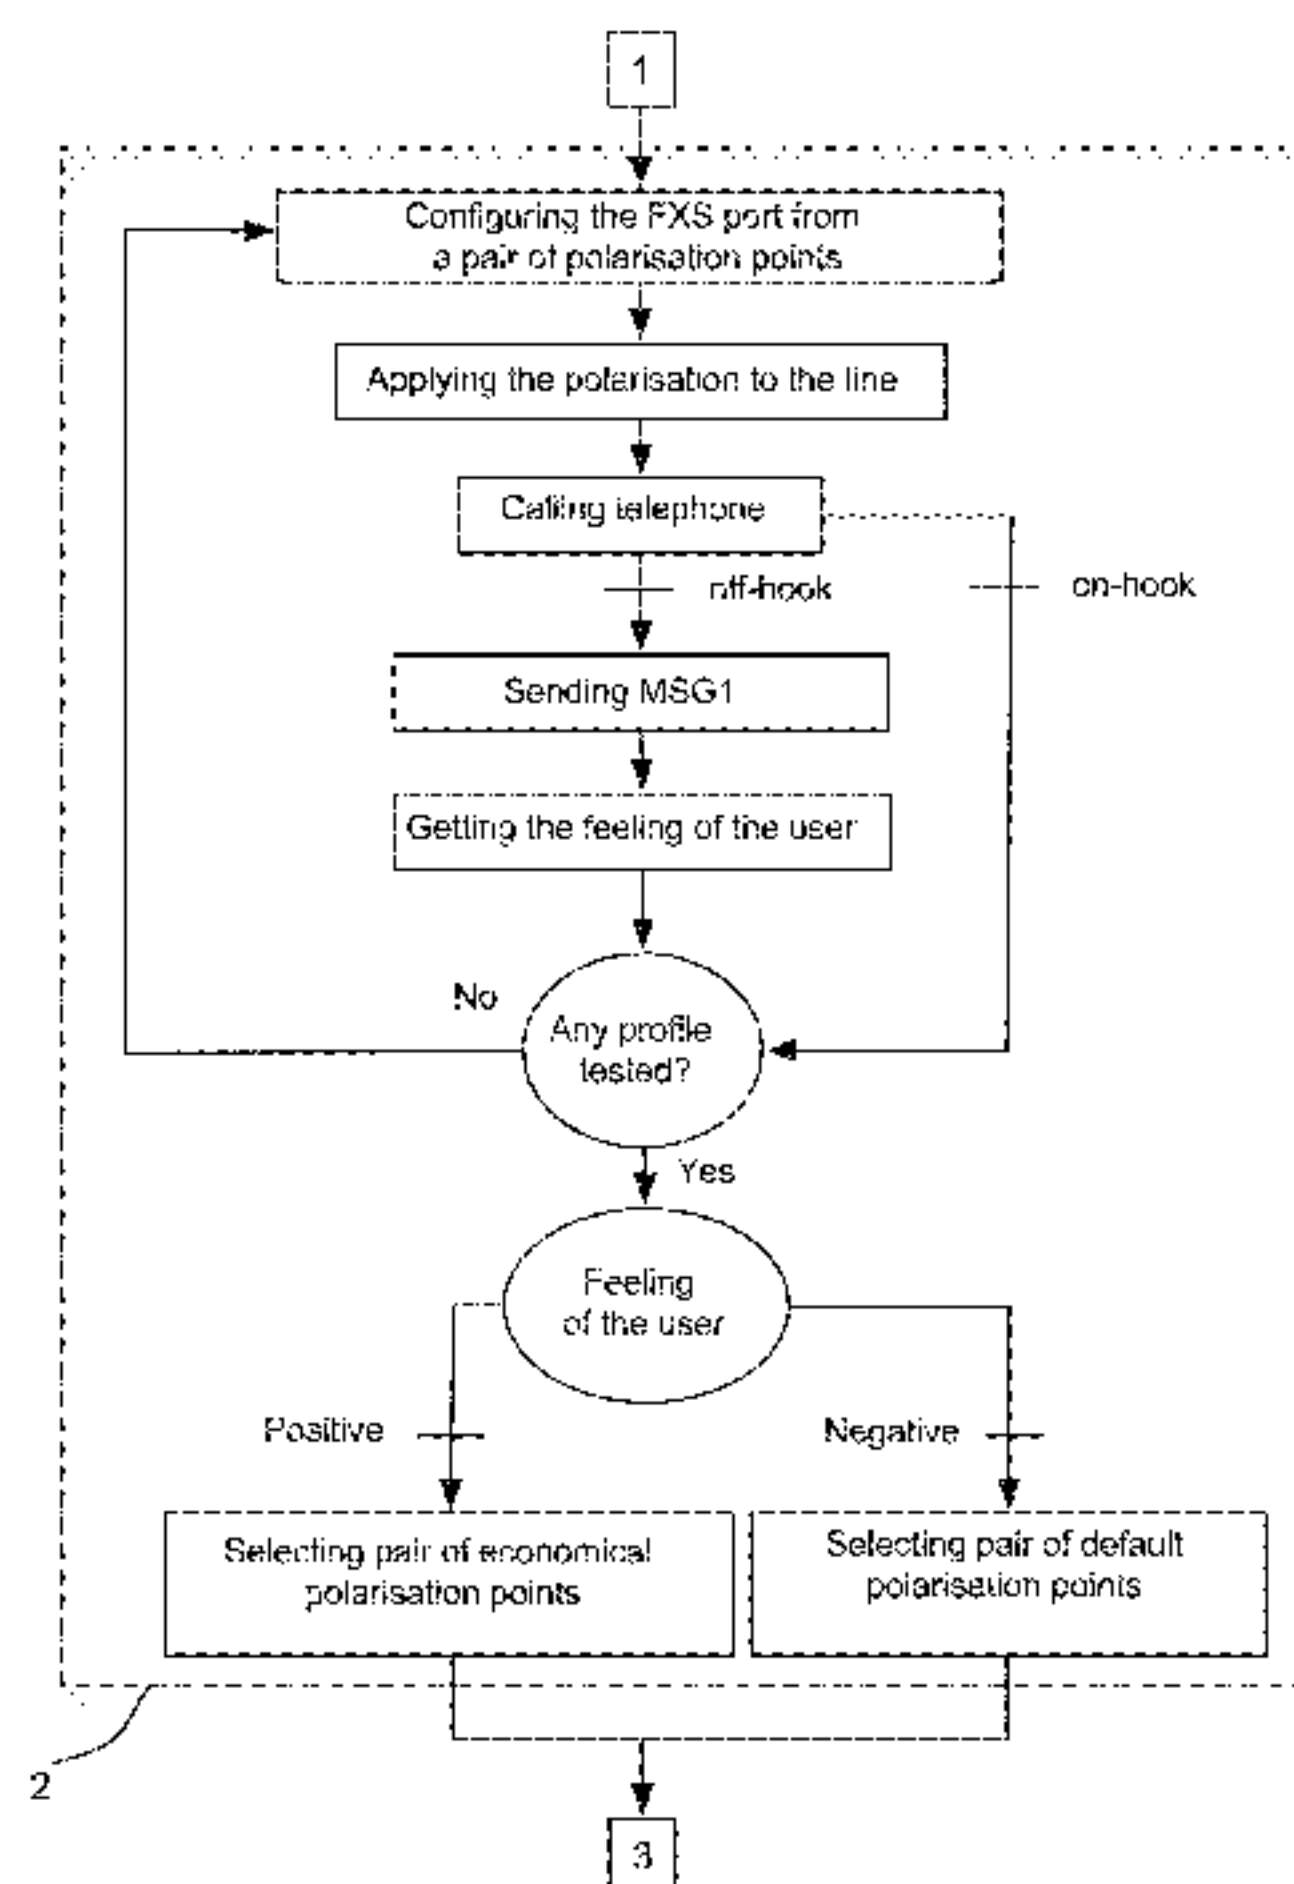 1
Configuring the FXS port from
a pair of polarisation points
Applying the polarisation to the line
Calling telephone
off-hook
on-hook
Sending MSG1
Getting the feeling of the user
No
Any profile
tested?
Yes
Feeling
of the user
Positive
Negative
Selecting pair of economical
polarisation points
Selecting pair of default
polarisation points
2
3